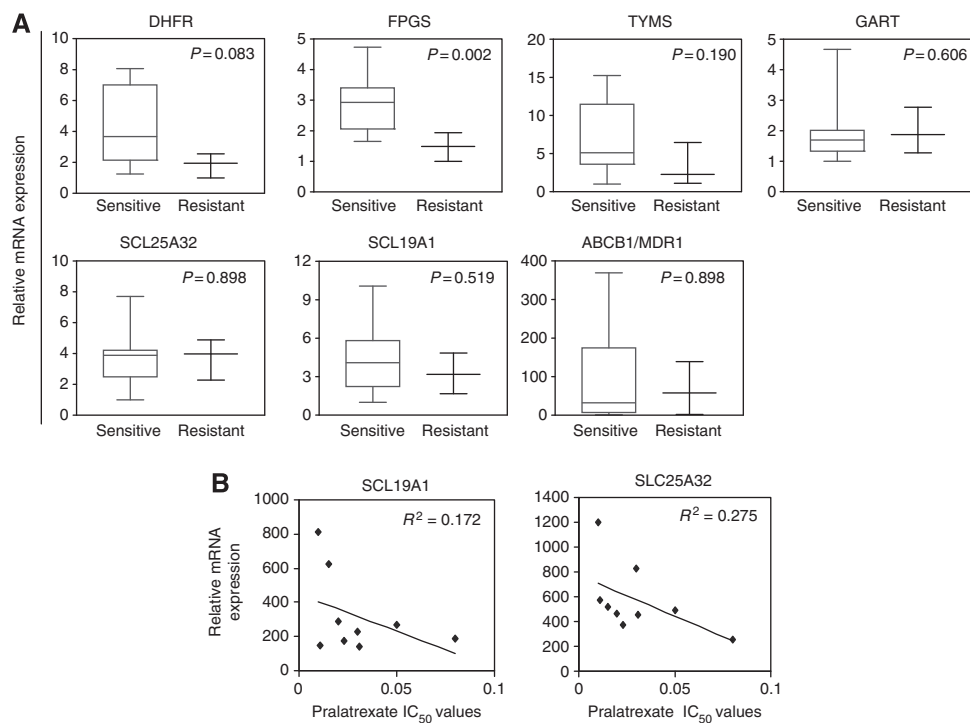 A
DHFR
FPGS
TYMS
GART
Relative mRNA expression
10
8
6
4
2
0
P = 0.083
Sensitive Resistant
5
4
3
2
1
0
P = 0.002
Sensitive Resistant
20
15
10
5
0
P = 0.190
Sensitive Resistant
5
4
3
2
1
0
P = 0.606
Sensitive Resistant
SCL25A32
SCL19A1
ABCB1/MDR1
10
8
6
4
2
0
P = 0.898
Sensitive Resistant
12
9
6
3
0
P = 0.519
Sensitive Resistant
400
300
200
100
0
P = 0.898
Sensitive Resistant
B
SCL19A1
SLC25A32
Relative mRNA
expression
1000
800
600
400
200
0
R² = 0.172
0 0.05 0.1
Pralatrexate IC₅₀ values
1400
1200
1000
800
600
400
200
0
R² = 0.275
0 0.05 0.1
Pralatrexate IC₅₀ values